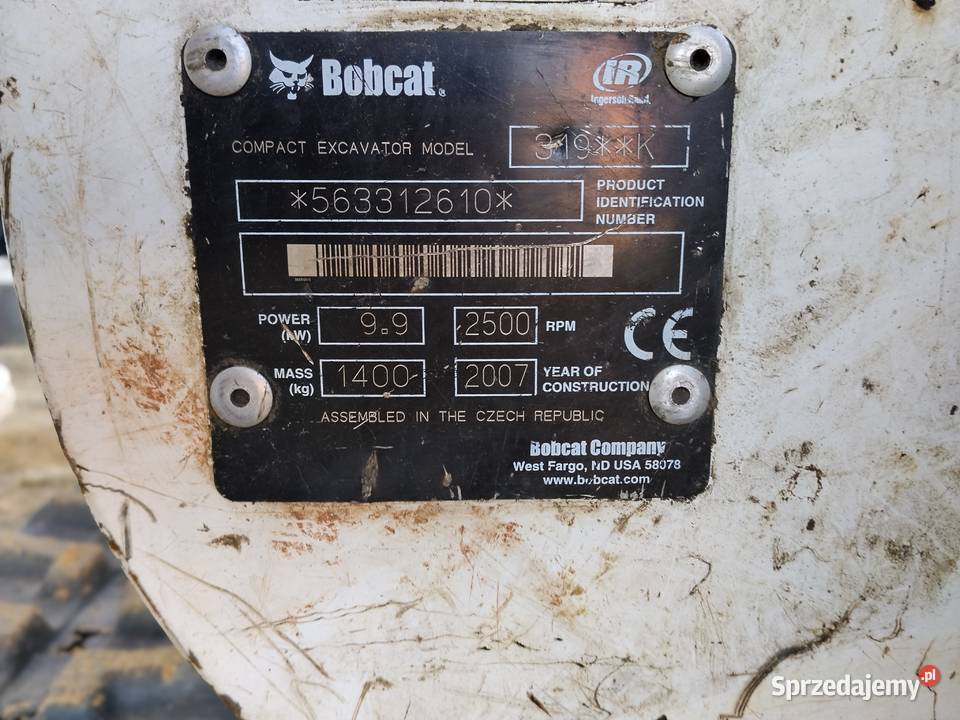 Bobcat®
IR
Ingersoll Rand
COMPACT EXCAVATOR MODEL 319**K
*563312610* PRODUCT
IDENTIFICATION
NUMBER
POWER (kW) 9.9 2500 RPM
MASS (kg) 1400 2007 YEAR OF
CONSTRUCTION
CE
ASSEMBLED IN THE CZECH REPUBLIC
Bobcat Company
West Fargo, ND USA 58078
www.bobcat.com
Sprzedajemy.pl